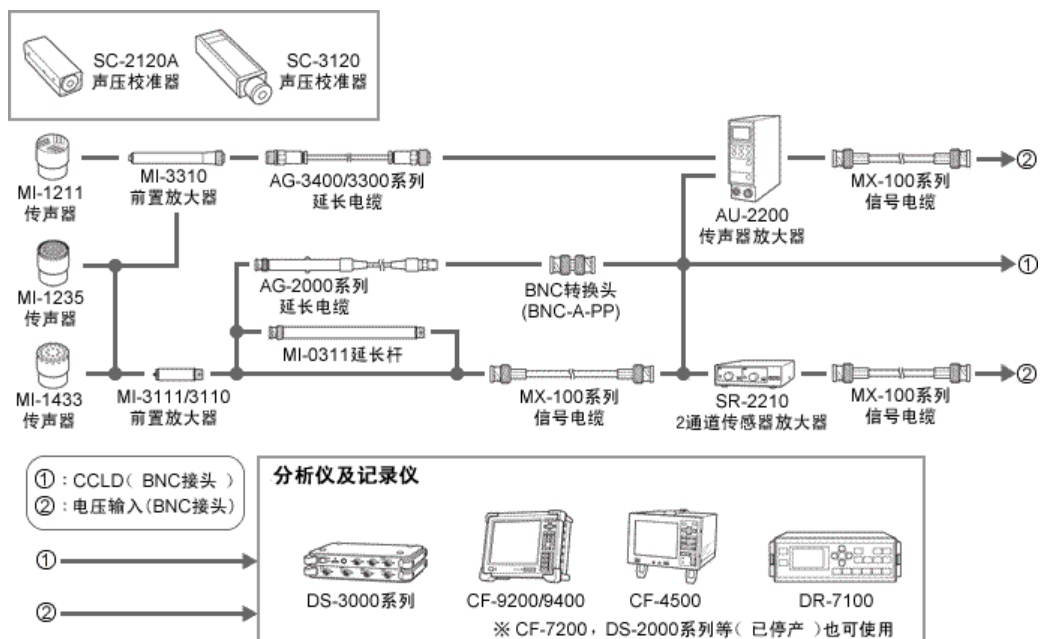 SC-2120A
声压校准器
SC-3120
声压校准器
MI-1211
传声器
MI-3310
前置放大器
AG-3400/3300系列
延长电缆
AU-2200
传声器放大器
MX-100系列
信号电缆
②
MI-1235
传声器
AG-2000系列
延长电缆
BNC转换头
(BNC-A-PP)
①
MI-0311延长杆
MI-1433
传声器
MI-3111/3110
前置放大器
MX-100系列
信号电缆
SR-2210
2通道传感器放大器
MX-100系列
信号电缆
②
①:CCLD( BNC接头 )
②:电压输入(BNC接头)
①
②
分析仪及记录仪
DS-3000系列
CF-9200/9400
CF-4500
DR-7100
※ CF-7200,DS-2000系列等( 已停产 )也可使用